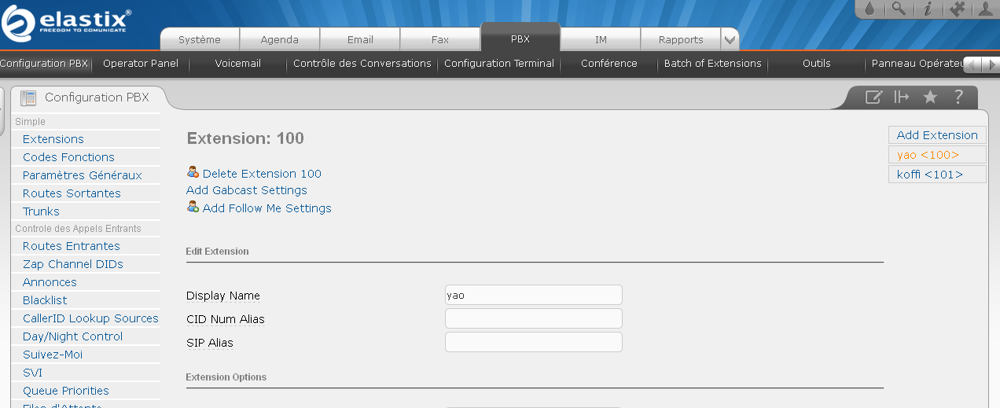 elastix®
FREEDOM TO COMUNICATE
Système Agenda Email Fax PBX IM Rapports
Configuration PBX Operator Panel Voicemail Contrôle des Conversations Configuration Terminal Conférence Batch of Extensions Outils Panneau Opérateu
Configuration PBX
?
Simple
Extensions
Codes Fonctions
Paramètres Généraux
Routes Sortantes
Trunks
Controle des Appels Entrants
Routes Entrantes
Zap Channel DIDs
Annonces
Blacklist
CallerID Lookup Sources
Day/Night Control
Suivez-Moi
SVI
Queue Priorities
Files d'Attente
Extension: 100
Delete Extension 100
Add Gabcast Settings
Add Follow Me Settings
Edit Extension
Display Name yao
CID Num Alias
SIP Alias
Extension Options
Add Extension
yao <100>
koffi <101>